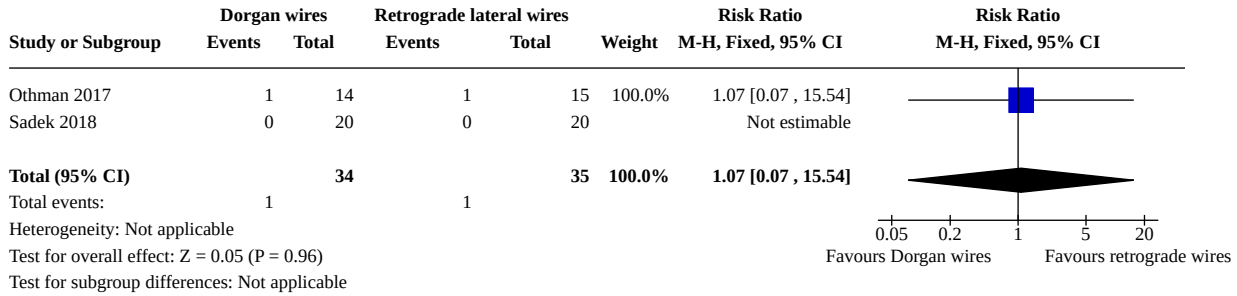 Dorgan wires Retrograde lateral wires Risk Ratio Risk Ratio
Study or Subgroup Events Total Events Total Weight M-H, Fixed, 95% CI M-H, Fixed, 95% CI
Othman 2017 1 14 1 15 100.0% 1.07 [0.07 , 15.54]
Sadek 2018 0 20 0 20 Not estimable
Total (95% CI) 34 35 100.0% 1.07 [0.07 , 15.54]
Total events: 1 1
Heterogeneity: Not applicable 0.05 0.2 1 5 20
Test for overall effect: Z = 0.05 (P = 0.96) Favours Dorgan wires Favours retrograde wires
Test for subgroup differences: Not applicable